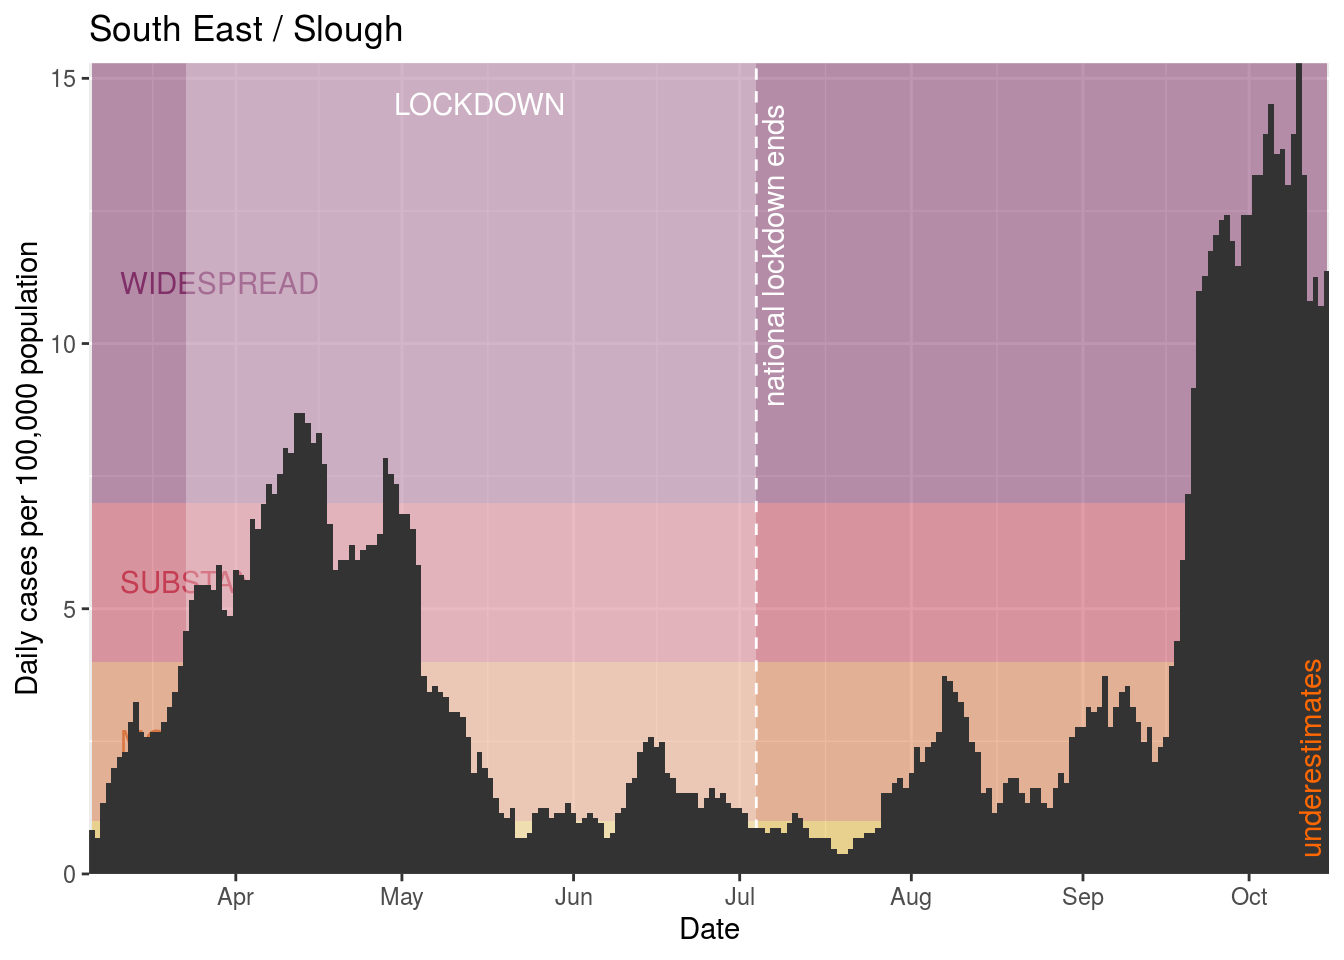 South East / Slough
15
10
5
0
Daily cases per 100,000 population
LOCKDOWN
national lockdown ends
WIDESPREAD
SUBSTA
underestimates
Apr
May
Jun
Jul
Aug
Sep
Oct
Date